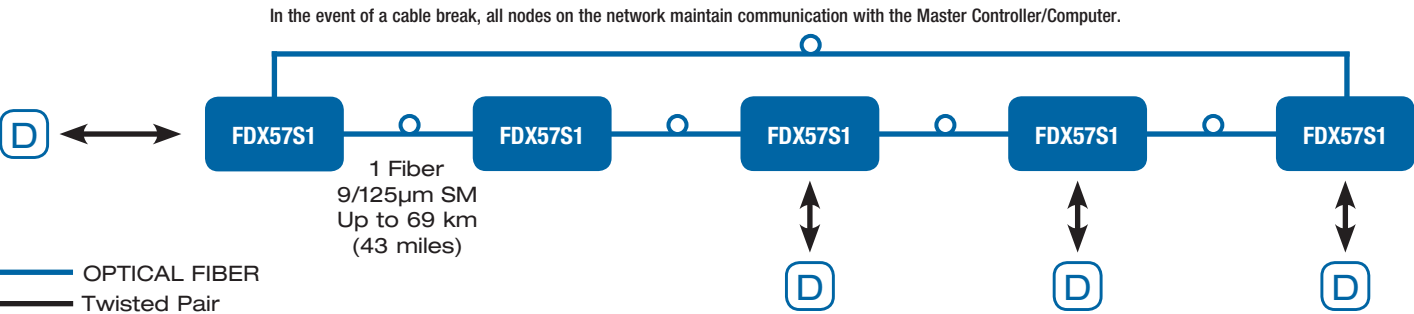 In the event of a cable break, all nodes on the network maintain communication with the Master Controller/Computer.
D
FDX57S1
FDX57S1
FDX57S1
FDX57S1
FDX57S1
1 Fiber
9/125µm SM
Up to 69 km
(43 miles)
D
D
D
OPTICAL FIBER
Twisted Pair